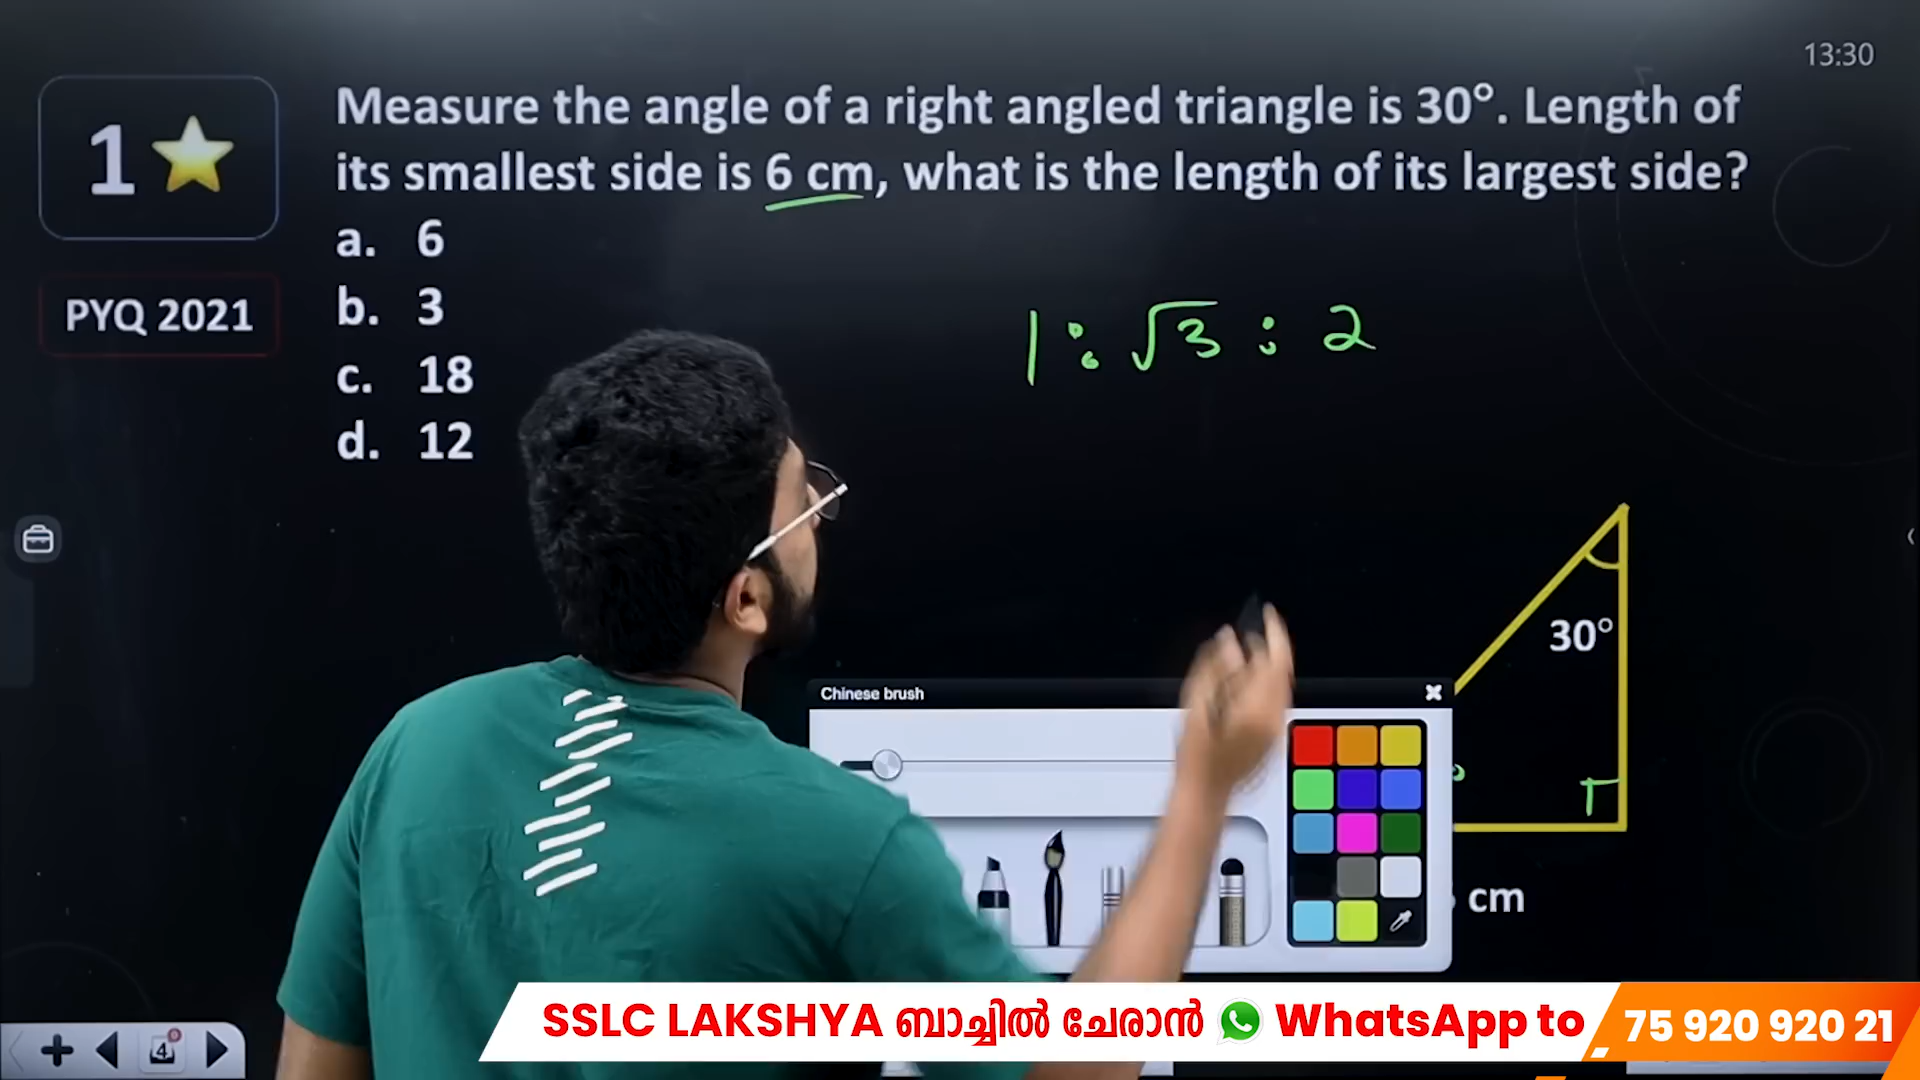 13:30
1
Measure the angle of a right angled triangle is 30°. Length of
its smallest side is 6 cm, what is the length of its largest side?
PYQ 2021
a. 6
b. 3
c. 18
d. 12
1 : √3 : 2
30°
cm
Chinese brush
4
SSLC LAKSHYA ബാച്ചിൽ ചേരാൻ WhatsApp to 75 920 920 21